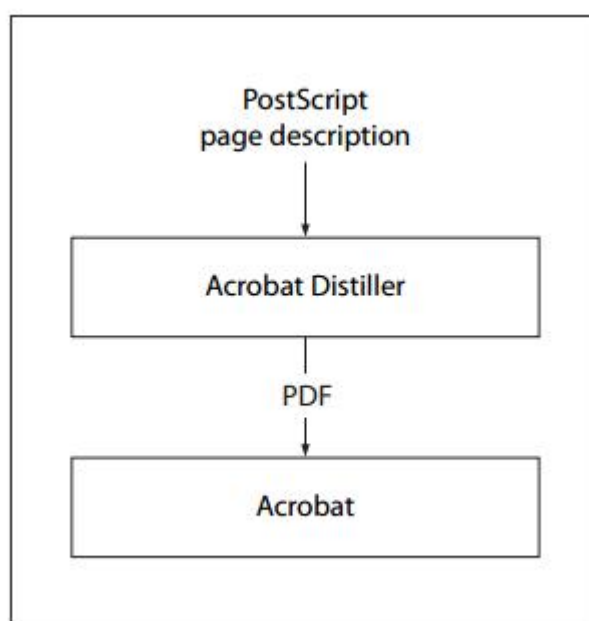 PostScript
page description
Acrobat Distiller
PDF
Acrobat